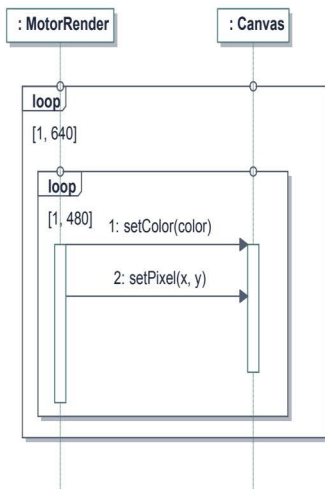 : MotorRender
: Canvas
loop
[1, 640]
loop
[1, 480]
1: setColor(color)
2: setPixel(x, y)